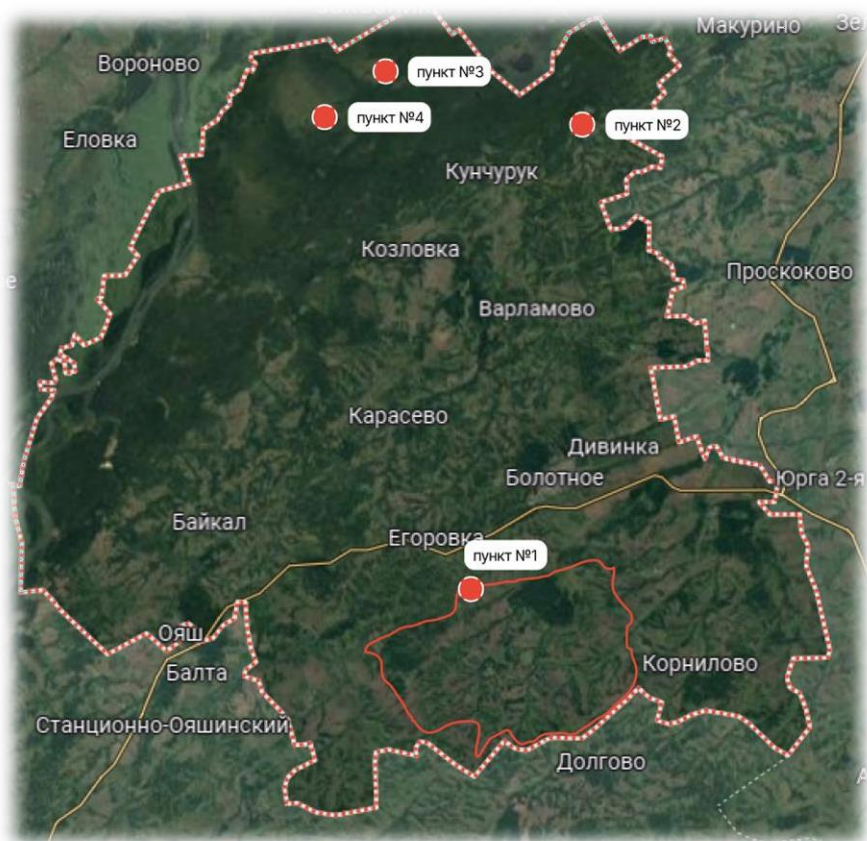 Макурино
Вороново
пункт №3
пункт №4
пункт №2
Еловка
Кунчурук
Козловка
Проскоково
Варламово
Карасево
Дивинка
Болотное
Юрга 2-я
Байкал
Егоровка
пункт №1
Ояш
Корнилово
Балта
Станционно-Ояшинский
Долгово